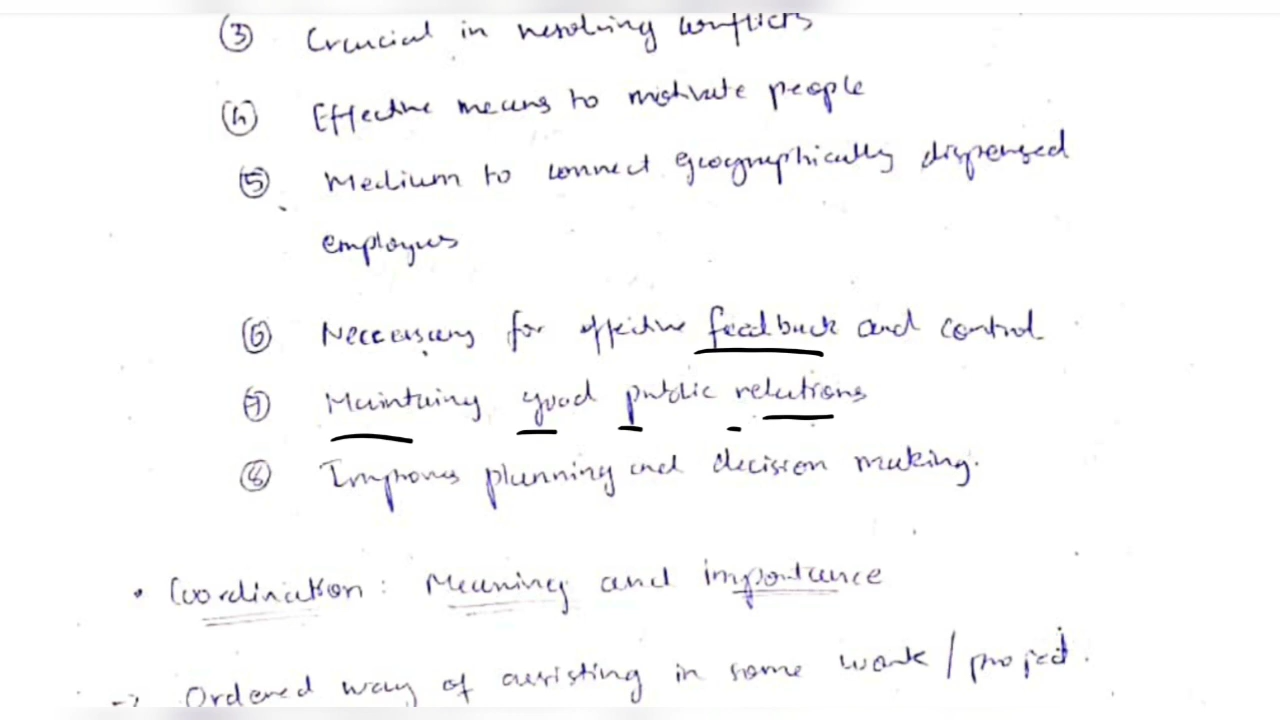 ③ Crucial in resolving conflicts
④ Effective means to motivate people
⑤ Medium to connect geographically dispersed
employees
⑥ Necessary for effective feedback and control
⑦ Maintaing good public relations
⑧ Improves planning and decision making.
• Coordination : Meaning and importance
→ Ordered way of assisting in some work / project.